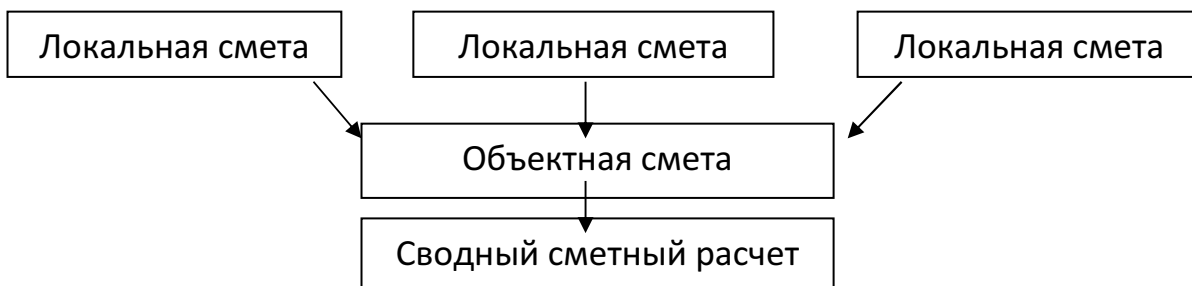 Локальная смета
Локальная смета
Локальная смета
Объектная смета
Сводный сметный расчет